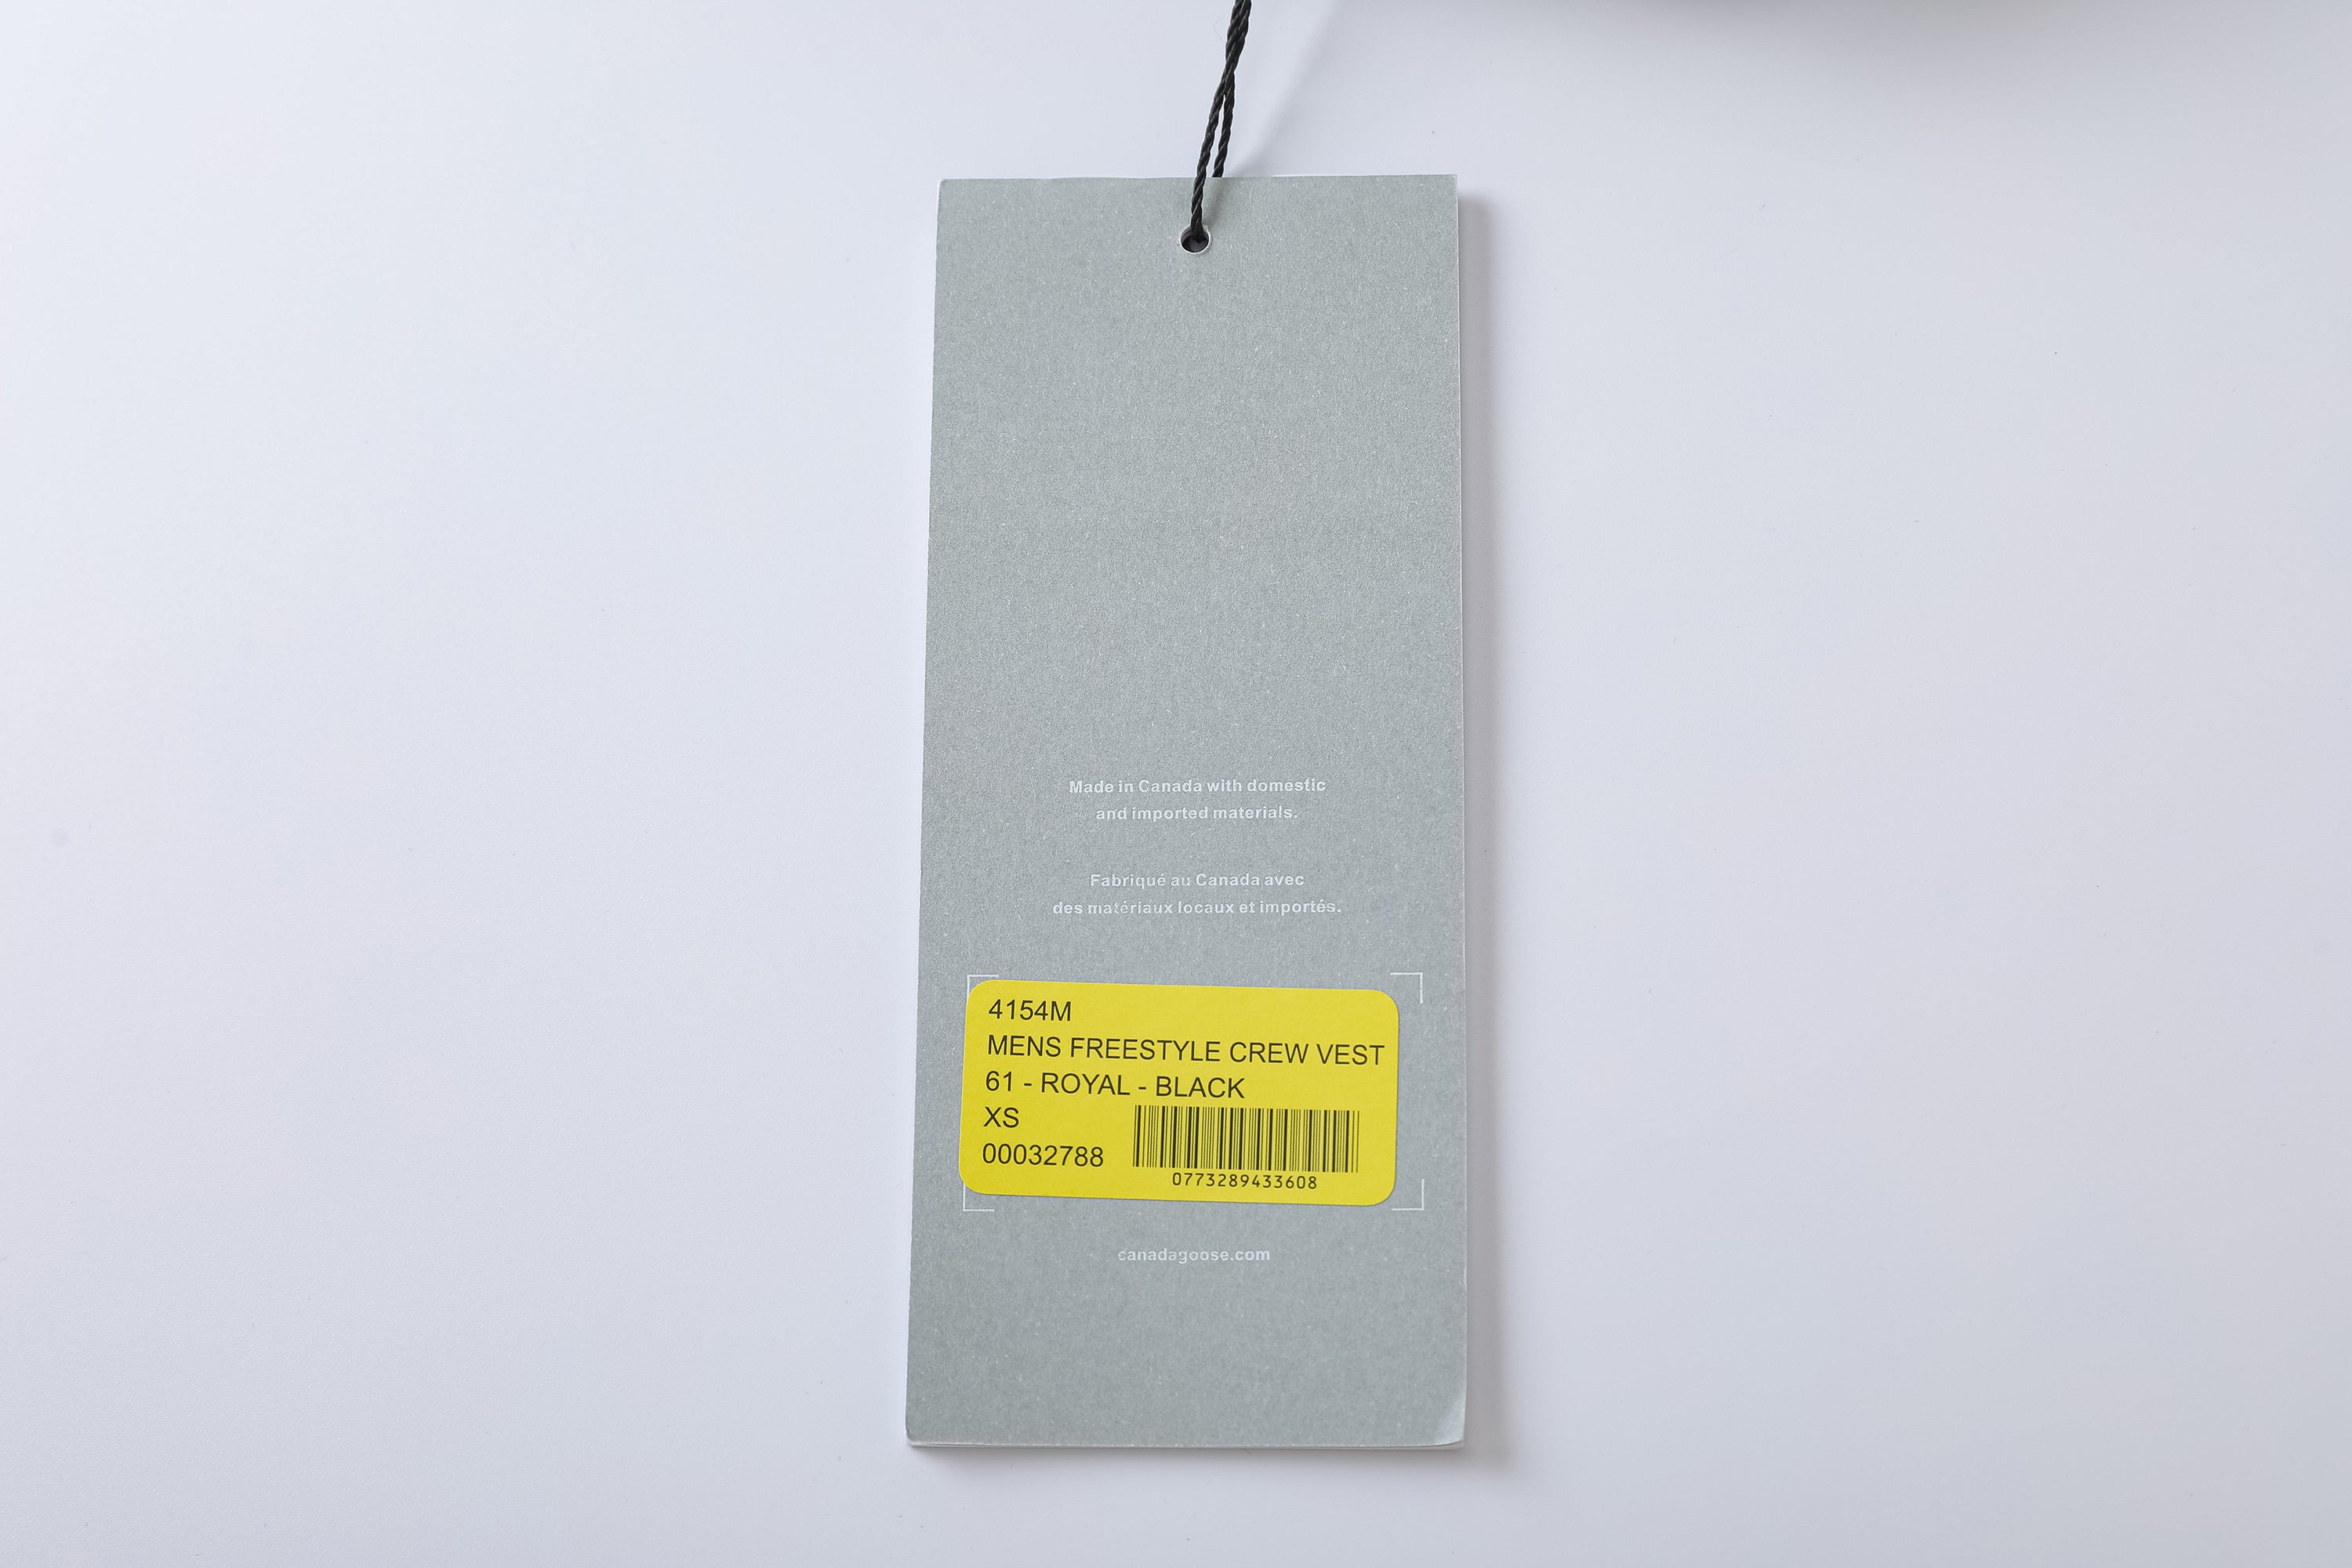 Made in Canada with domestic
and imported materials.
Fabriqué au Canada avec
des matériaux locaux et importés.
4154M
MENS FREESTYLE CREW VEST
61 - ROYAL - BLACK
XS
00032788
0773289433608
canadagoose.com